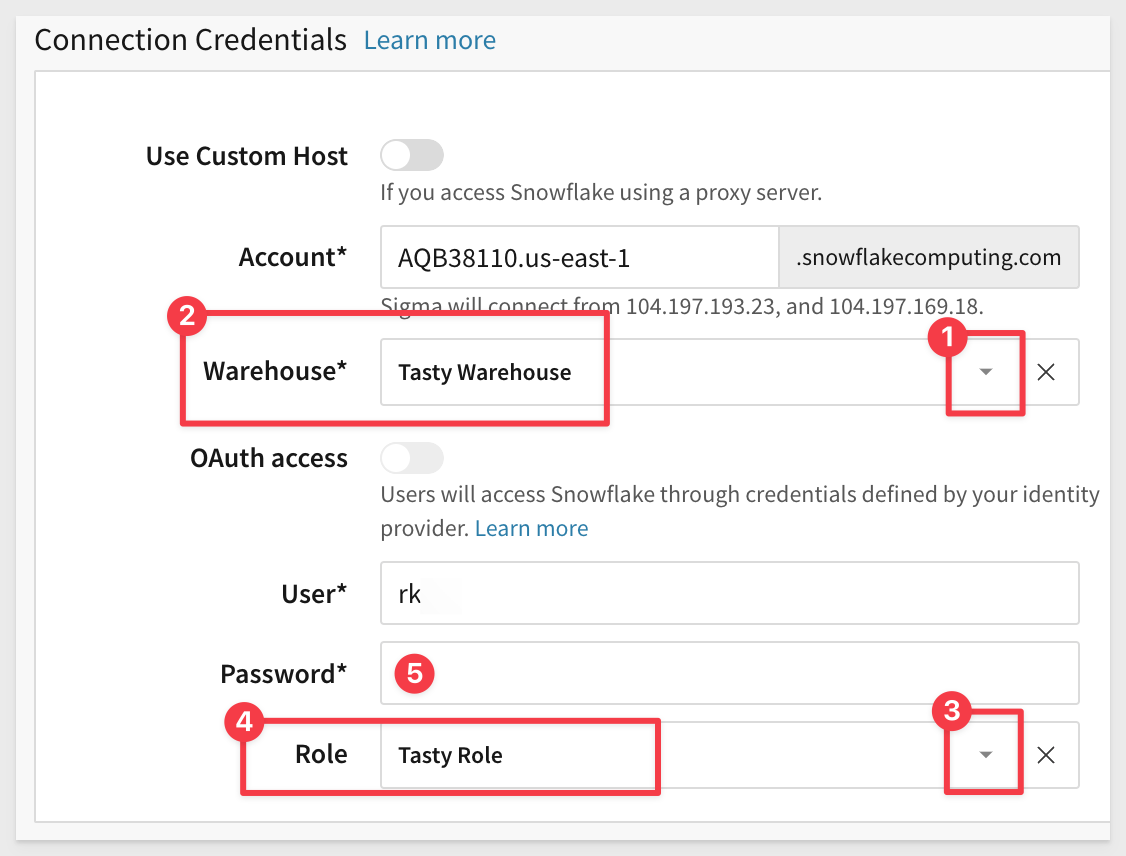 Connection Credentials Learn more
Use Custom Host
If you access Snowflake using a proxy server.
Account* AQB38110.us-east-1 .snowflakecomputing.com
Sigma will connect from 104.197.193.23, and 104.197.169.18.
2 1
Warehouse* Tasty Warehouse
OAuth access
Users will access Snowflake through credentials defined by your identity
provider. Learn more
User* rk
Password* 5
4 3
Role Tasty Role